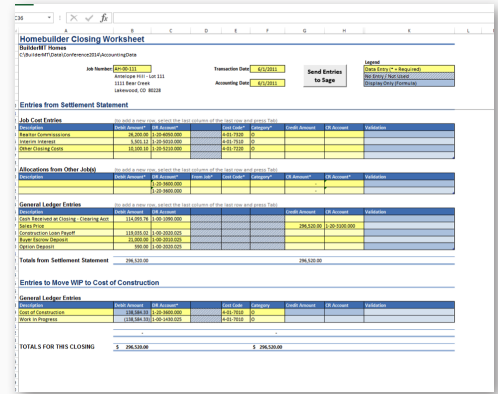 C36
fx
Homebuilder Closing Worksheet
BuilderMT Homes
C:\BuilderMT\Data\Conference2014\AccountingData
Legend
Job Number: AH-00-111 Transaction Date 6/1/2011 Send Entries to Sage Data Entry (* = Required)
Antelope Hill - Lot 111 No Entry / Not Used
1111 Bear Creek Accounting Date 6/1/2011 Display Only (Formula)
Lakewood, CO 80228
Entries from Settlement Statement
Job Cost Entries (to add a new row, select the last column of the last row and press Tab)
Description Debit Amount* DR Account* Cost Code* Category* Credit Amount CR Account Validation
Realtor Commissions 26,200.00 1-20-6050.000 4-01-7320 O
Interim Interest 5,503.12 1-20-5010.000 4-01-7510 O
Other Closing Costs 10,100.10 1-20-5210.000 4-01-7220 O
Allocations from Other Job(s) (to add a new row, select the last column of the last row and press Tab)
Description Debit Amount* DR Account* From Job* Cost Code* Category* CR Amount* CR Account* Validation
1-20-3600.000 -
1-20-3600.000 -
General Ledger Entries (to add a new row, select the last column of the last row and press Tab)
Description Debit Amount DR Account Credit Amount CR Account Validation
Cash Received at Closing - Clearing Acct 114,093.76 1-00-1090.000
Sales Price 296,520.00 1-20-3100.000
Construction Loan Payoff 119,035.02 1-00-2020.025
Buyer Escrow Deposit 21,000.00 1-00-2010.025
Option Deposit 590.00 1-00-2020.025
Totals from Settlement Statement 296,520.00 296,520.00
Entries to Move WIP to Cost of Construction
General Ledger Entries
Description Debit Amount DR Account* Cost Code Category Credit Amount CR Account Validation
Cost of Construction 138,584.33 1-20-3600.000 4-01-7010 O
Work In Progress (138,584.33) 1-00-1430.025 4-01-7010 O
- -
TOTALS FOR THIS CLOSING $ 296,520.00 $ 296,520.00